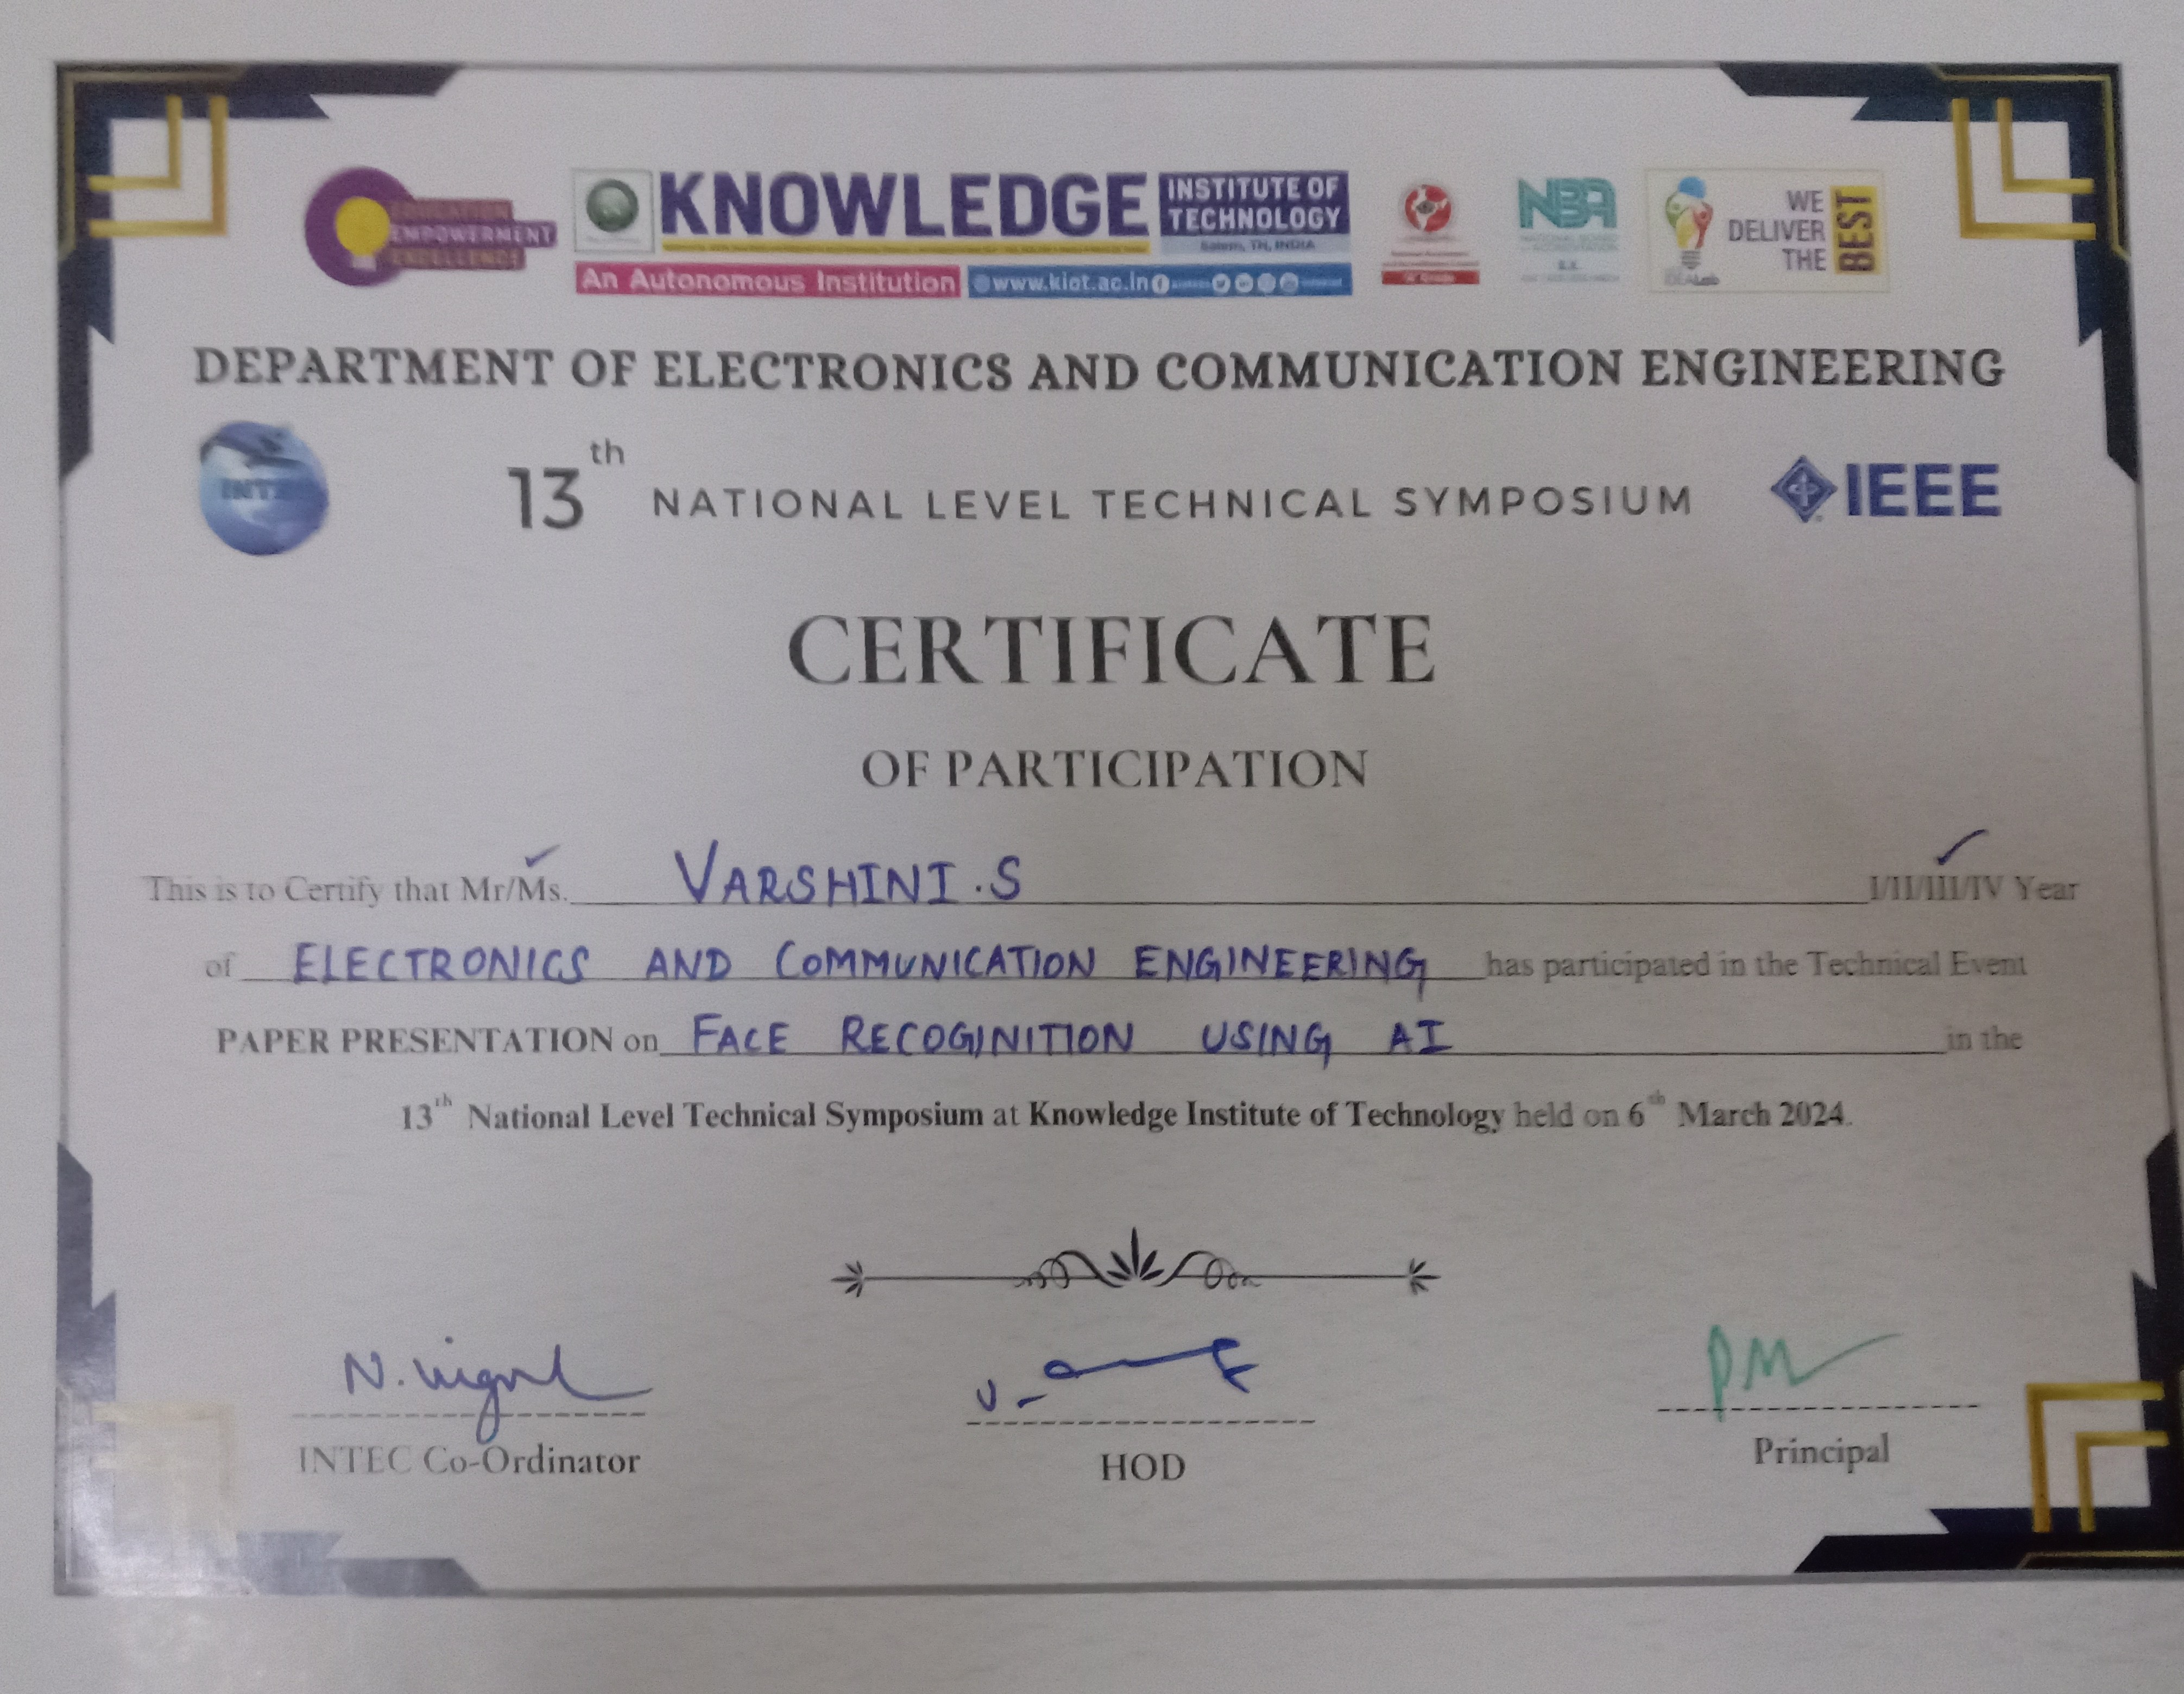 EDUCATION
EMPOWERMENT
EXCELLENCE
KNOWLEDGE INSTITUTE OF TECHNOLOGY
Salem, TN, INDIA
An Autonomous Institution www.kiot.ac.in
NBA
WE DELIVER THE BEST
DEPARTMENT OF ELECTRONICS AND COMMUNICATION ENGINEERING
13th NATIONAL LEVEL TECHNICAL SYMPOSIUM IEEE
CERTIFICATE
OF PARTICIPATION
This is to Certify that Mr/Ms. VARSHINI.S I/II/III/IV Year
of ELECTRONICS AND COMMUNICATION ENGINEERING has participated in the Technical Event
PAPER PRESENTATION on FACE RECOGINITION USING AI in the
13th National Level Technical Symposium at Knowledge Institute of Technology held on 6th March 2024.
INTEC Co-Ordinator
HOD
Principal